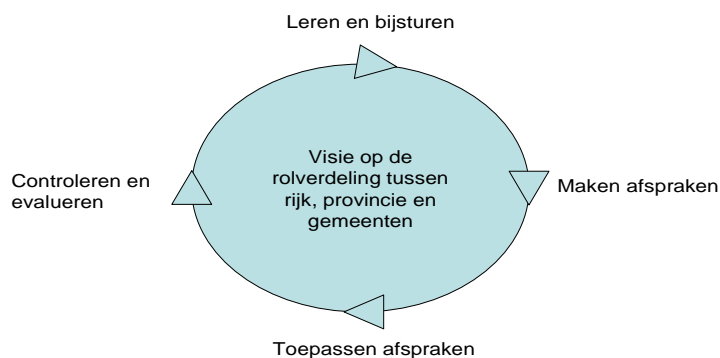 Leren en bijsturen
Visie op de
rolverdeling tussen
rijk, provincie en
gemeenten
Controleren en
evalueren
Maken afspraken
Toepassen afspraken